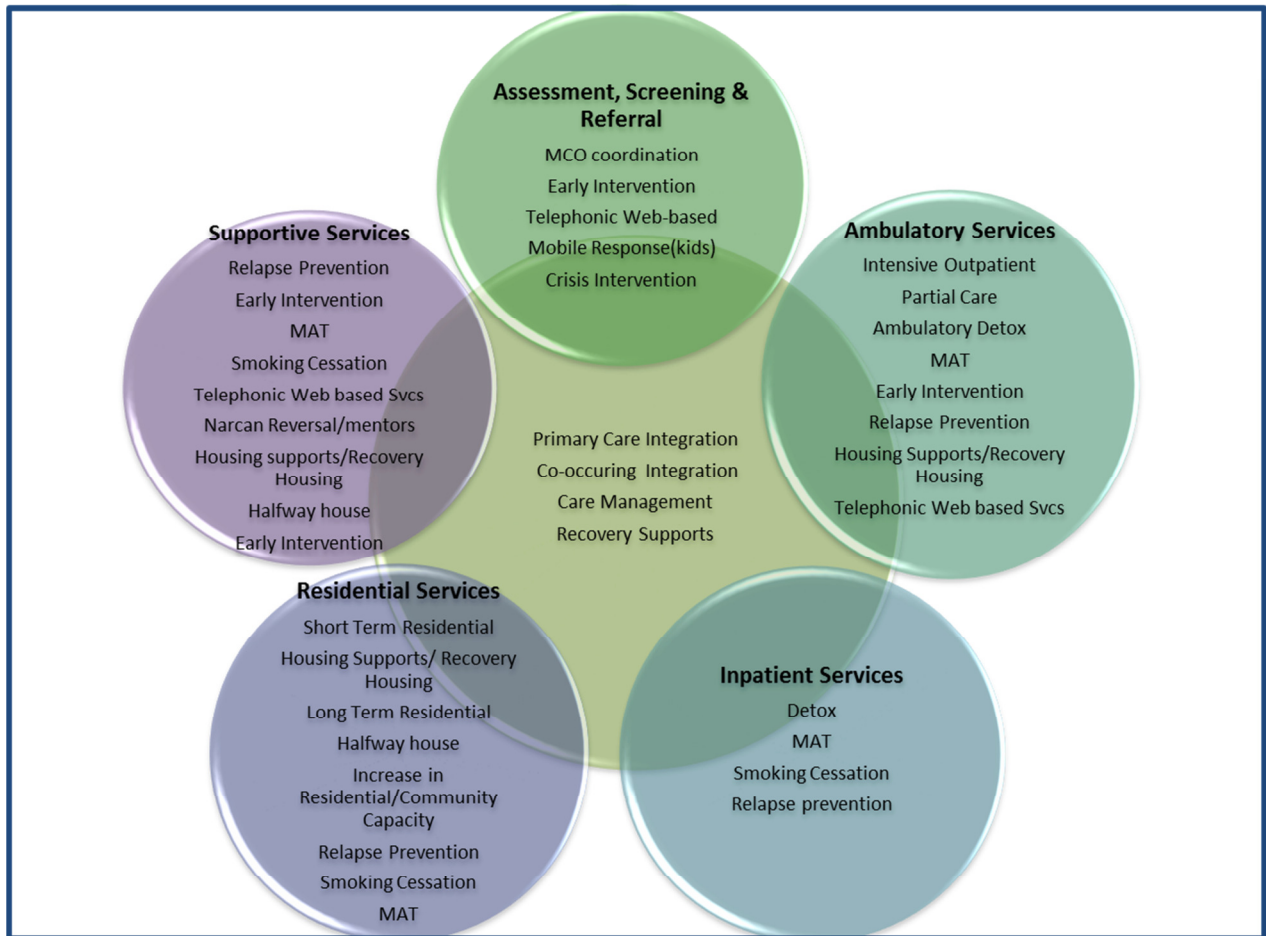 Assessment, Screening &
Referral
MCO coordination
Early Intervention
Telephonic Web-based
Mobile Response(kids)
Crisis Intervention
Supportive Services
Relapse Prevention
Early Intervention
MAT
Smoking Cessation
Telephonic Web based Svcs
Narcan Reversal/mentors
Housing supports/Recovery
Housing
Halfway house
Early Intervention
Ambulatory Services
Intensive Outpatient
Partial Care
Ambulatory Detox
MAT
Early Intervention
Relapse Prevention
Housing Supports/Recovery
Housing
Telephonic Web based Svcs
Primary Care Integration
Co-occuring Integration
Care Management
Recovery Supports
Residential Services
Short Term Residential
Housing Supports/ Recovery
Housing
Long Term Residential
Halfway house
Increase in
Residential/Community
Capacity
Relapse Prevention
Smoking Cessation
MAT
Inpatient Services
Detox
MAT
Smoking Cessation
Relapse prevention